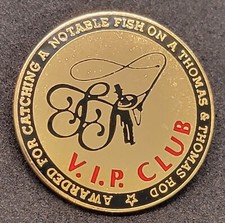 AWARDED FOR CATCHING A NOTABLE FISH ON A THOMAS & THOMAS ROD
V.I.P. CLUB